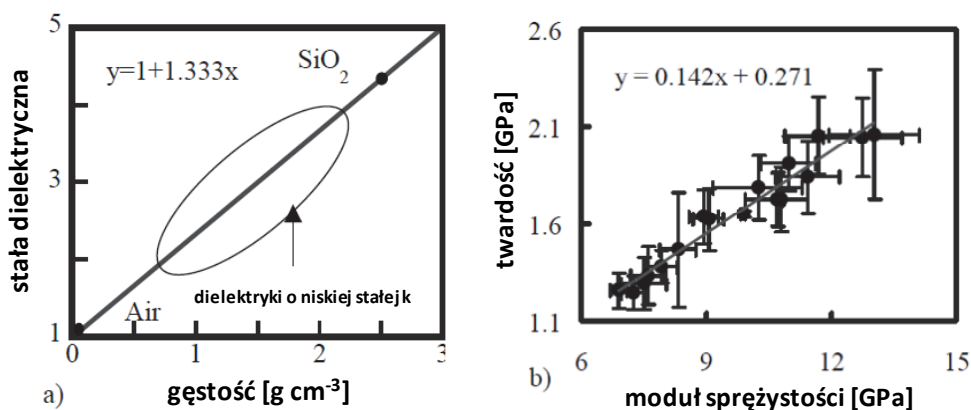 5
3
1
stała dielektryczna
y=1+1.333x
SiO₂
Air
dielektryki o niskiej stałej k
0 1 2 3
a)
gęstość [g cm⁻³]
2.6
2.1
1.6
1.1
twardość [GPa]
y = 0.142x + 0.271
6 9 12 15
b)
moduł sprężystości [GPa]